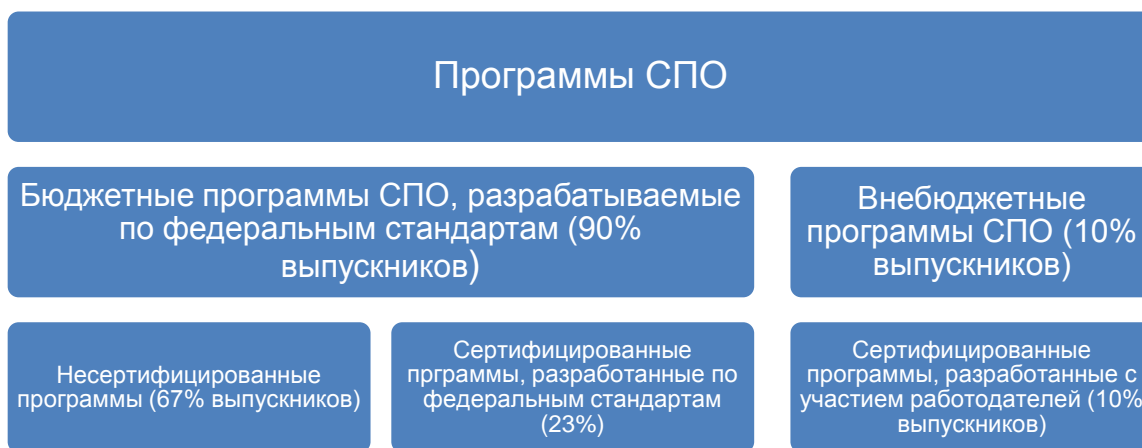 Программы СПО
Бюджетные программы СПО, разрабатываемые
по федеральным стандартам (90%
выпускников)
Внебюджетные
программы СПО (10%
выпускников)
Несертифицированные
программы (67% выпускников)
Сертифицированные
прграммы, разработанные по
федеральным стандартам
(23%)
Сертифицированные
программы, разработанные с
участием работодателей (10%
выпускников)